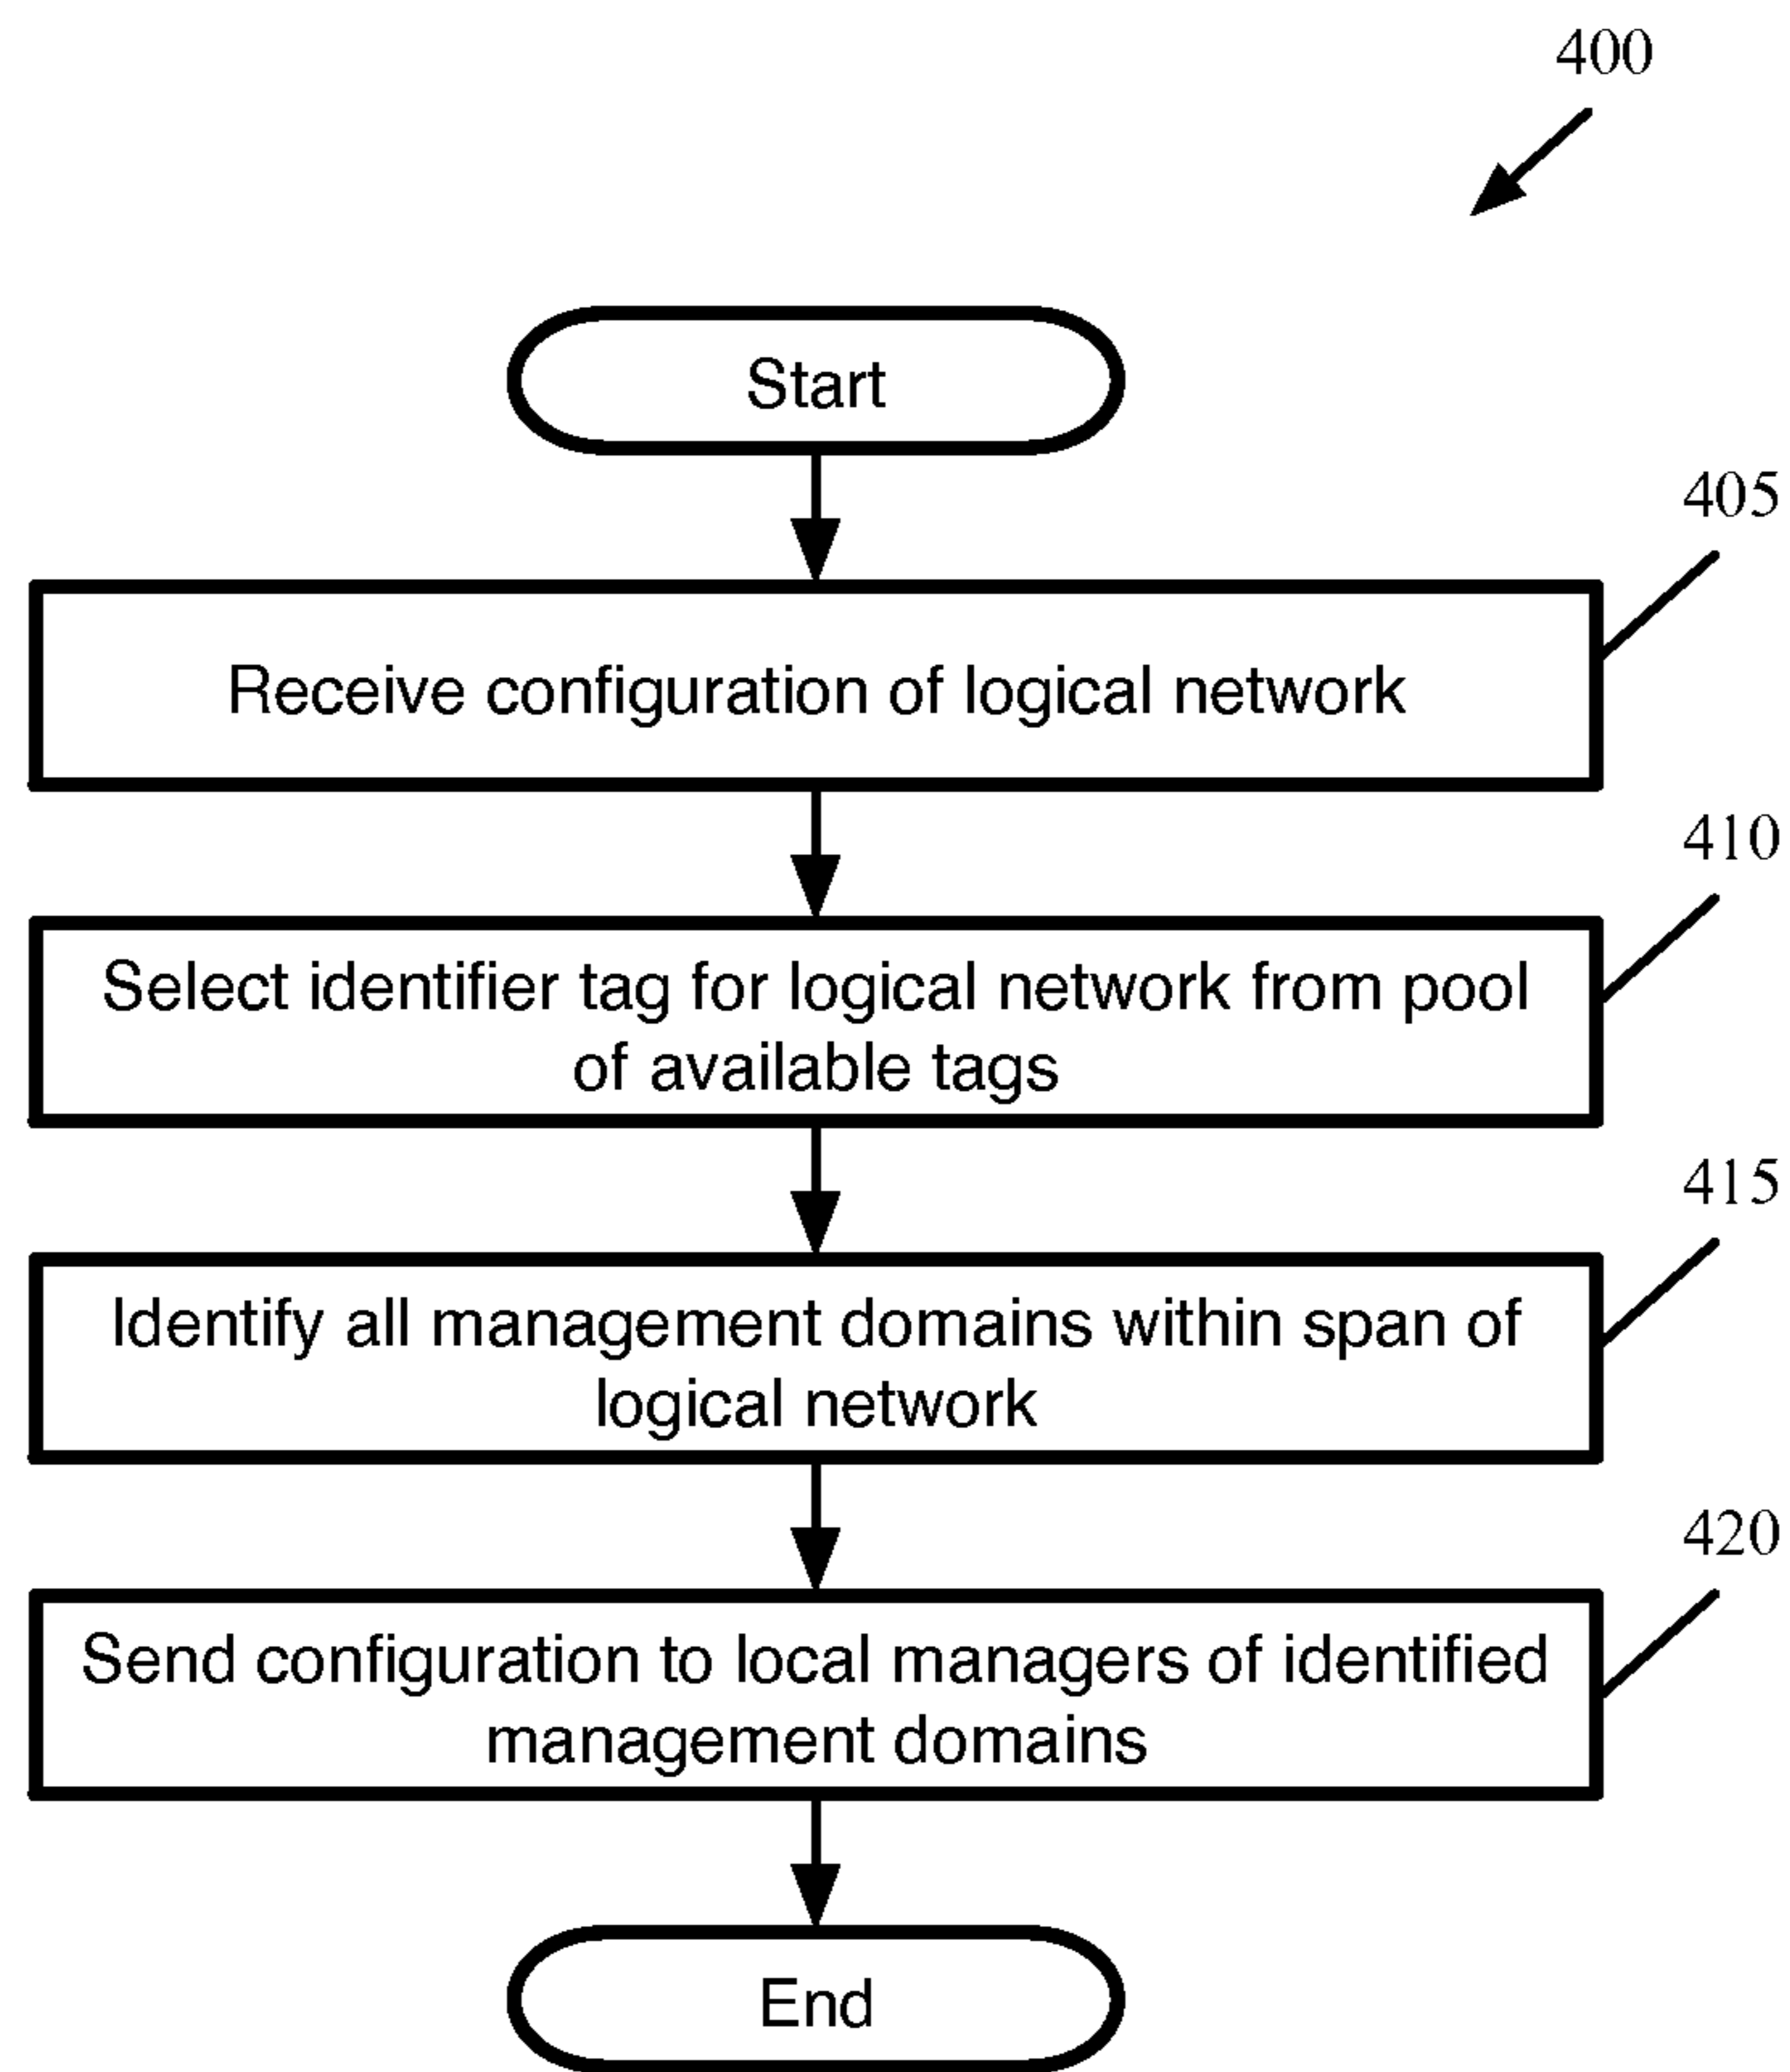 400
Start
405
Receive configuration of logical network
410
Select identifier tag for logical network from pool
of available tags
415
Identify all management domains within span of
logical network
420
Send configuration to local managers of identified
management domains
End